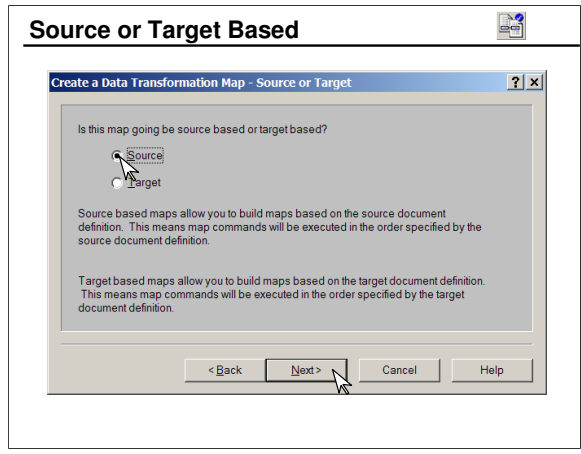 Source or Target Based
Create a Data Transformation Map - Source or Target
Is this map going be source based or target based?
Source
Target
Source based maps allow you to build maps based on the source document
definition. This means map commands will be executed in the order specified by the
source document definition.
Target based maps allow you to build maps based on the target document definition.
This means map commands will be executed in the order specified by the target
document definition.
< Back Next > Cancel Help